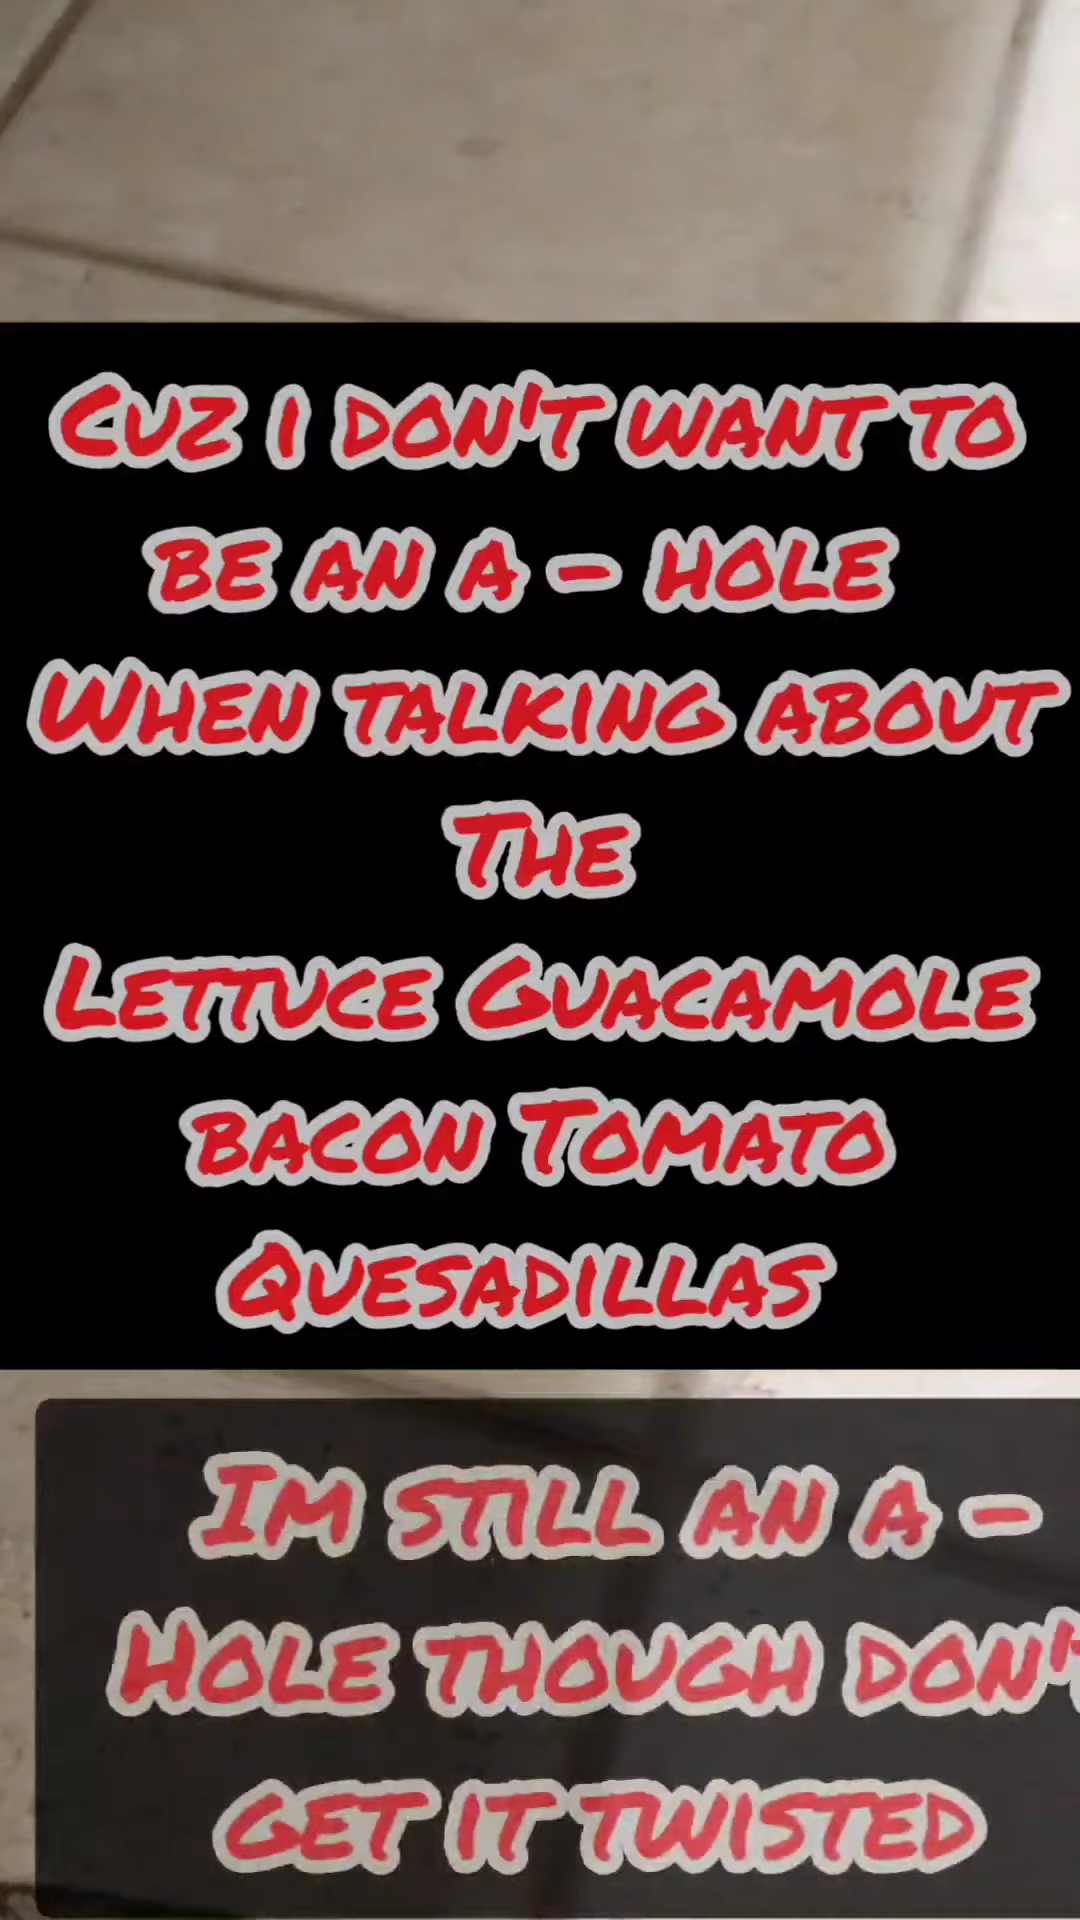 Cuz i don't want to
be an a - hole
When talking about
The
Lettuce Guacamole
bacon Tomato
Quesadillas
Im still an a -
Hole though don't
get it twisted